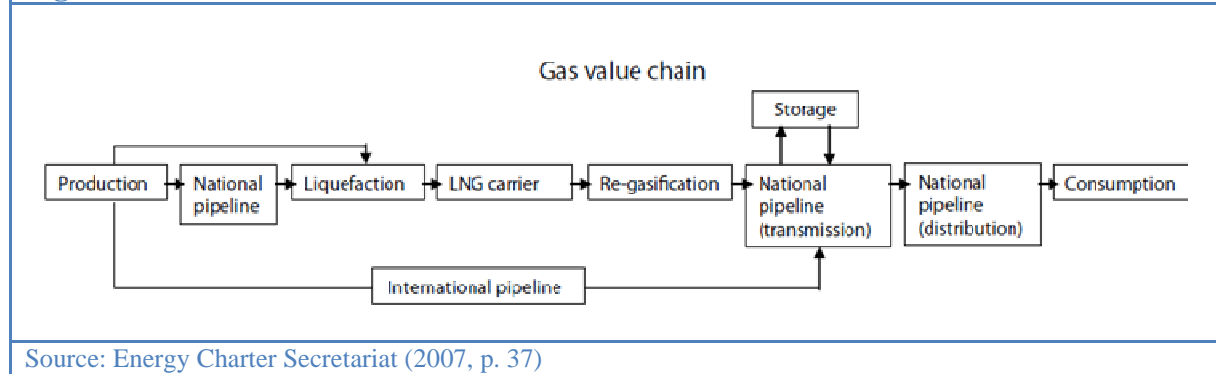 Gas value chain
Storage
Production
National
pipeline
Liquefaction
LNG carrier
Re-gasification
National
pipeline
(transmission)
National
pipeline
(distribution)
Consumption
International pipeline
Source: Energy Charter Secretariat (2007, p. 37)